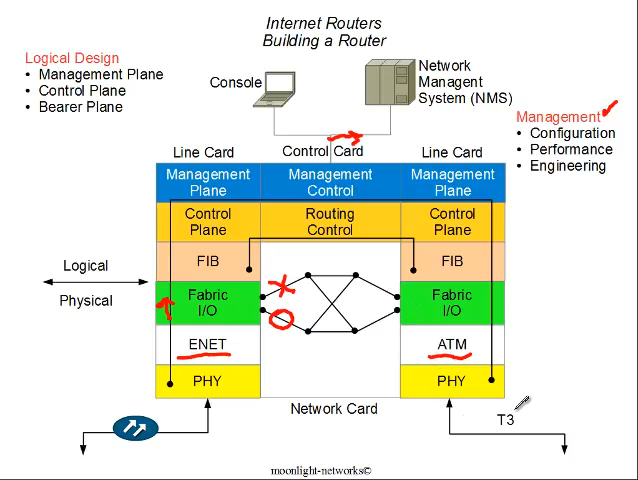 Internet Routers
Building a Router
Logical Design
• Management Plane
• Control Plane
• Bearer Plane
Console
Network
Managent
System (NMS)
Management
• Configuration
• Performance
• Engineering
Line Card
Control Card
Line Card
Management
Plane
Management
Control
Management
Plane
Control
Plane
Routing
Control
Control
Plane
FIB
FIB
Logical
Physical
Fabric
I/O
Fabric
I/O
ENET
ATM
PHY
PHY
Network Card
T3
moonlight-networks©